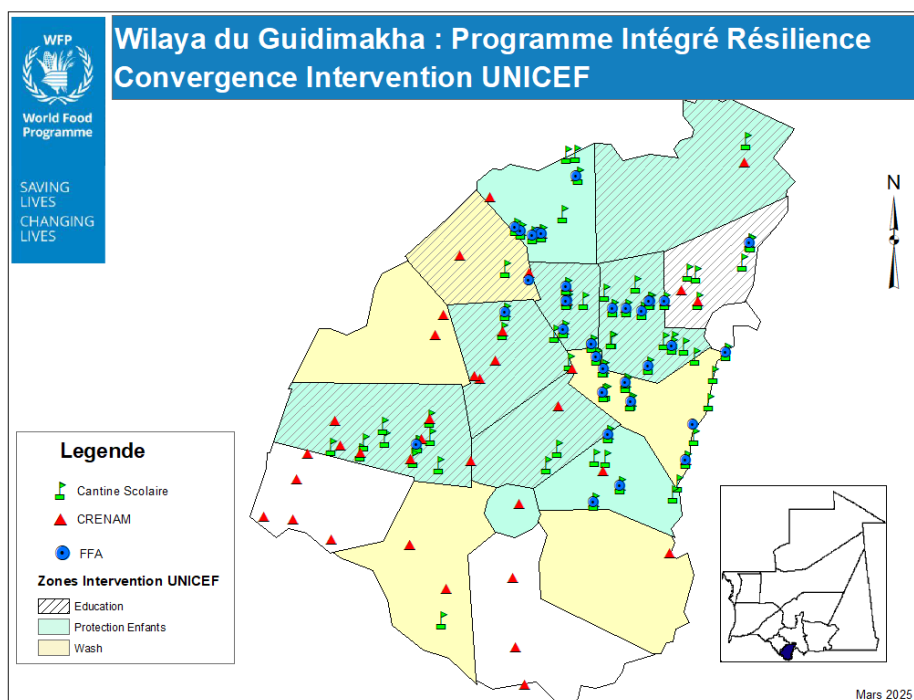 WFP
World Food
Programme
SAVING
LIVES
CHANGING
LIVES
Wilaya du Guidimakha : Programme Intégré Résilience
Convergence Intervention UNICEF
N
Legende
Cantine Scolaire
CRENAM
FFA
Zones Intervention UNICEF
Education
Protection Enfants
Wash
Mars 2025